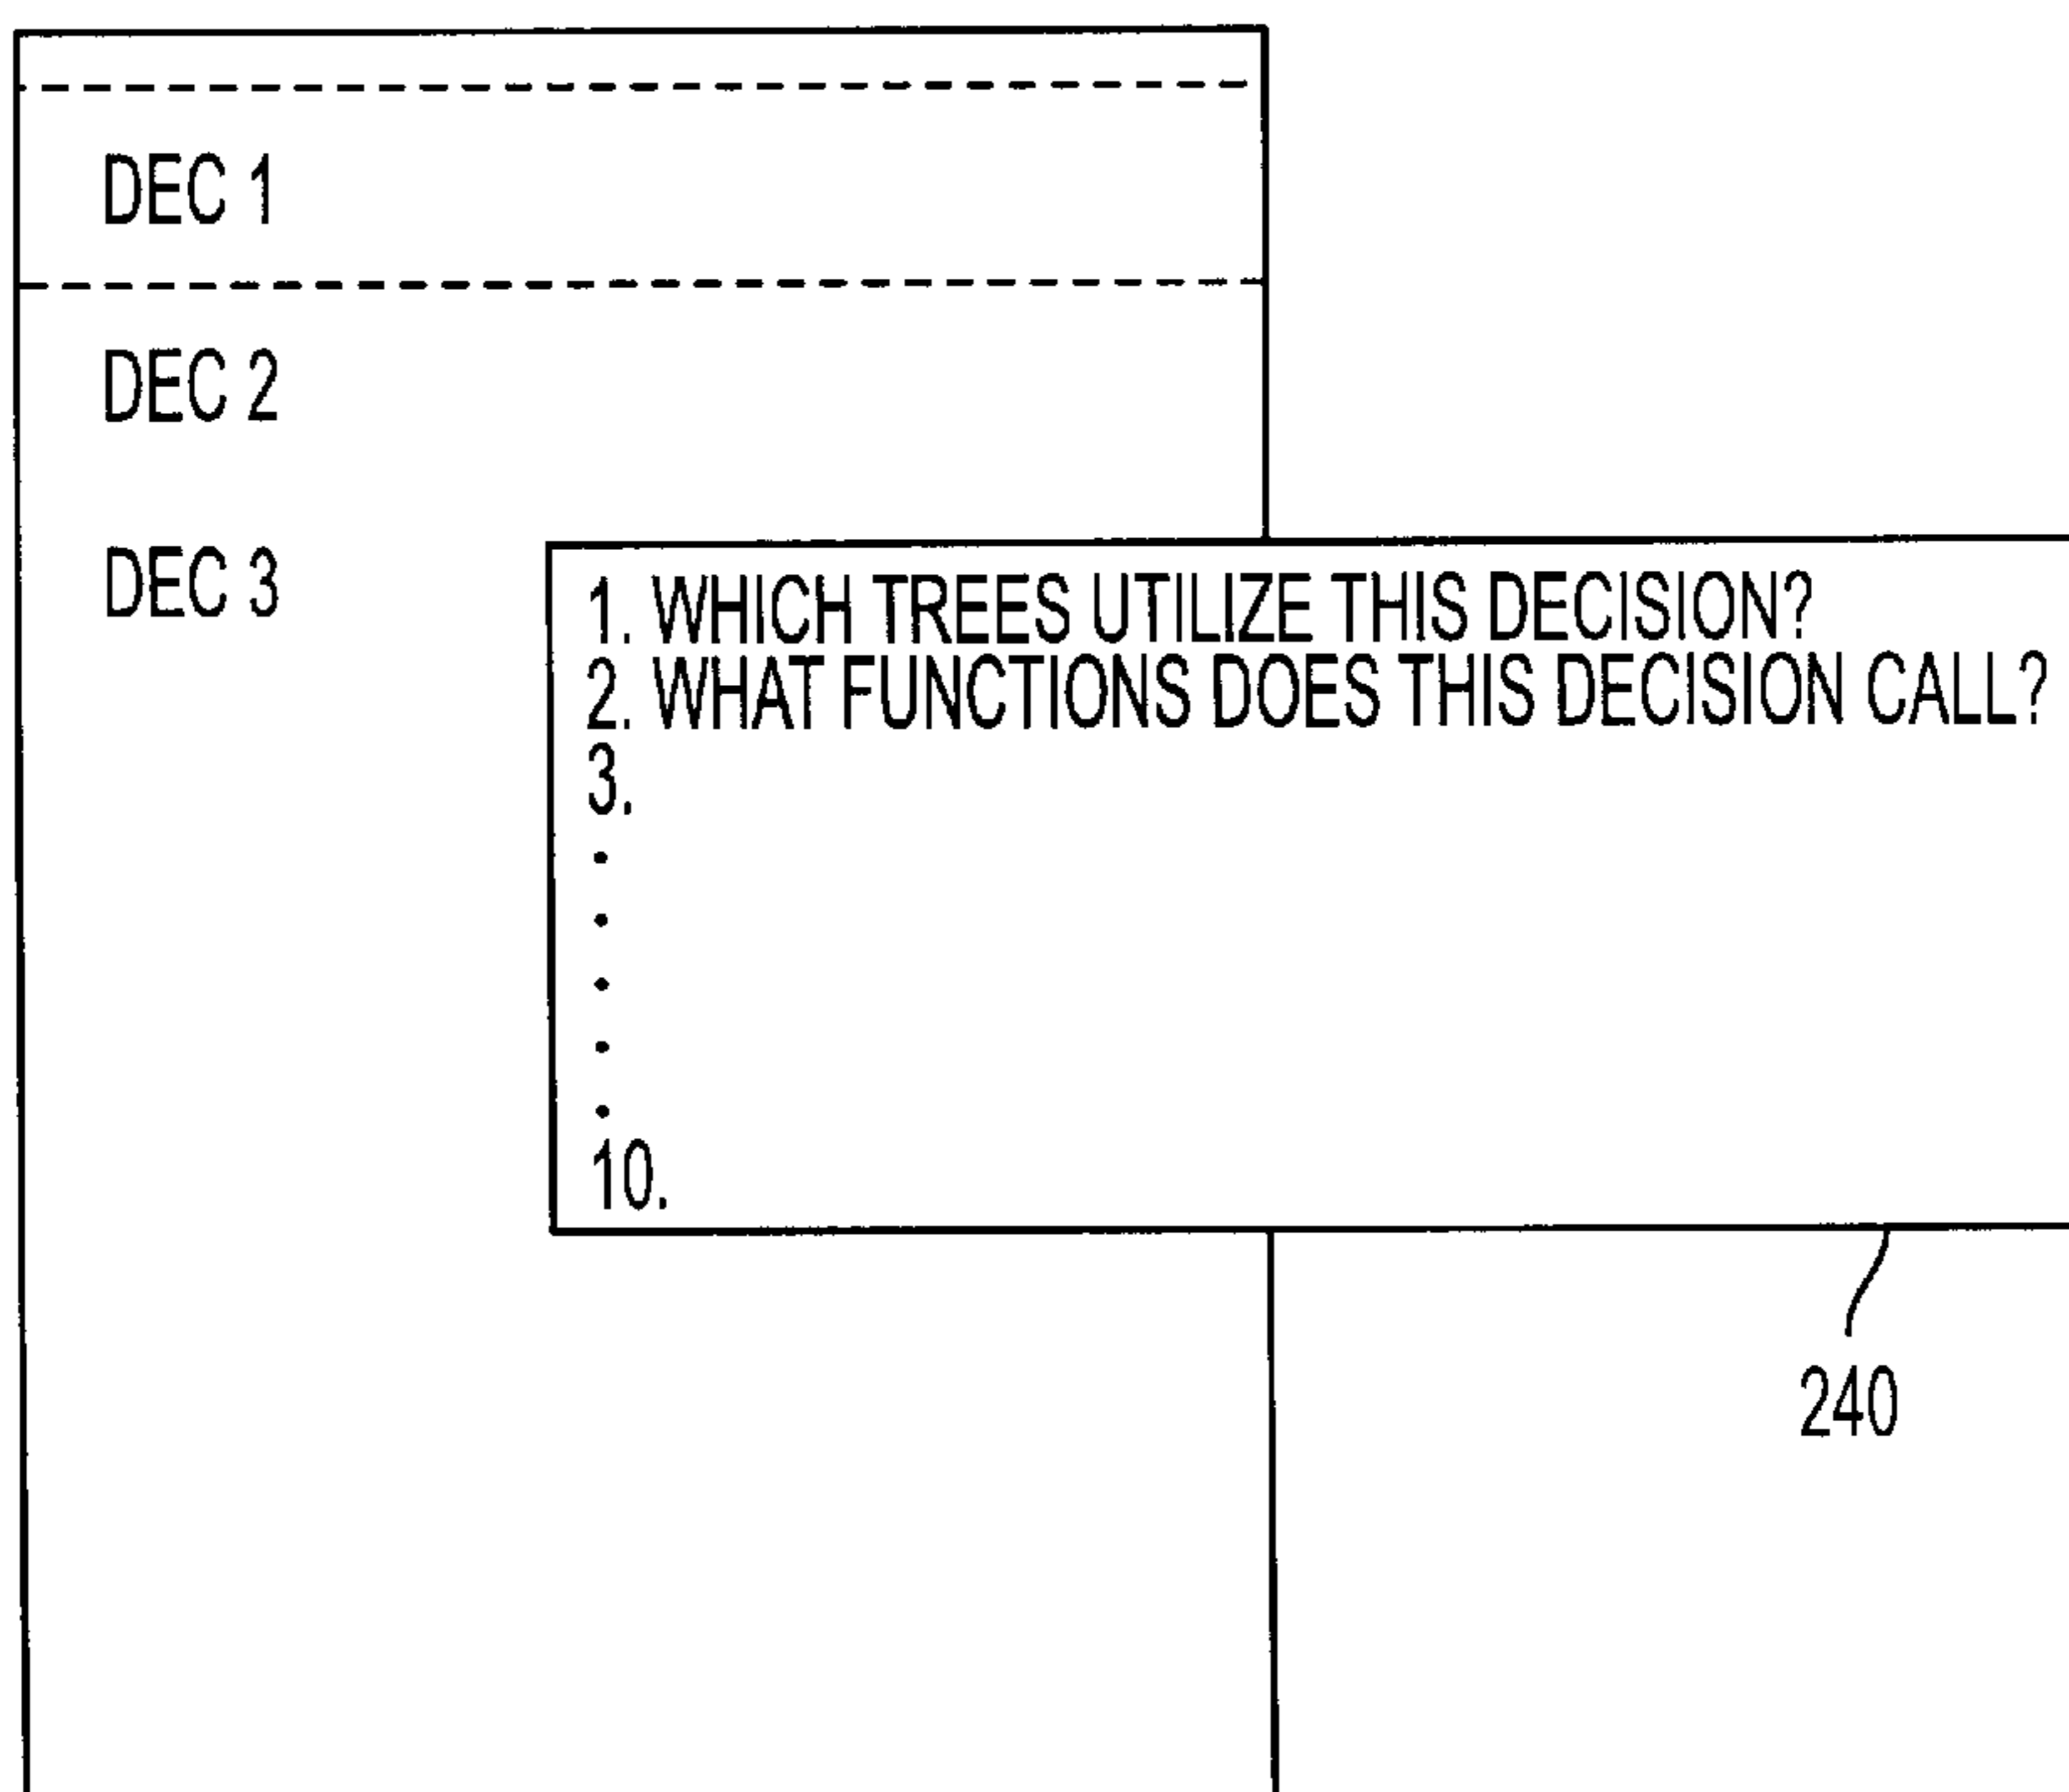 DEC 1
DEC 2
DEC 3
1. WHICH TREES UTILIZE THIS DECISION?
2. WHAT FUNCTIONS DOES THIS DECISION CALL?
3.
.
.
.
.
.
10.
240